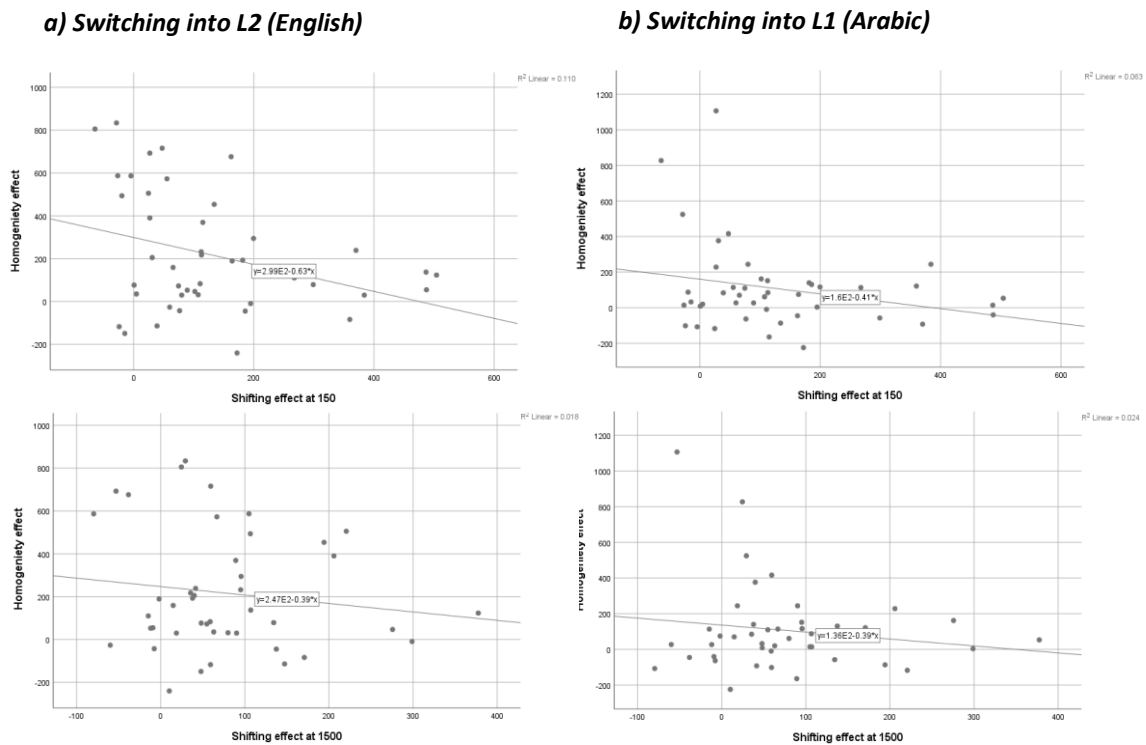 a) Switching into L2 (English)
b) Switching into L1 (Arabic)
R² Linear = 0.110
1000
800
600
400
200
0
-200
Homogeniety effect
y=2.99E2-0.63*x
0
200
400
600
Shifting effect at 150
R² Linear = 0.063
1200
1000
800
600
400
200
0
-200
Homogeniety effect
y=1.6E2-0.41*x
0
200
400
600
Shifting effect at 150
R² Linear = 0.018
1000
800
600
400
200
0
-200
Homogeniety effect
y=2.47E2-0.39*x
-100
0
100
200
300
400
Shifting effect at 1500
R² Linear = 0.024
1200
1000
800
600
400
200
0
-200
Homogeniety effect
y=1.36E2-0.39*x
-100
0
100
200
300
400
Shifting effect at 1500